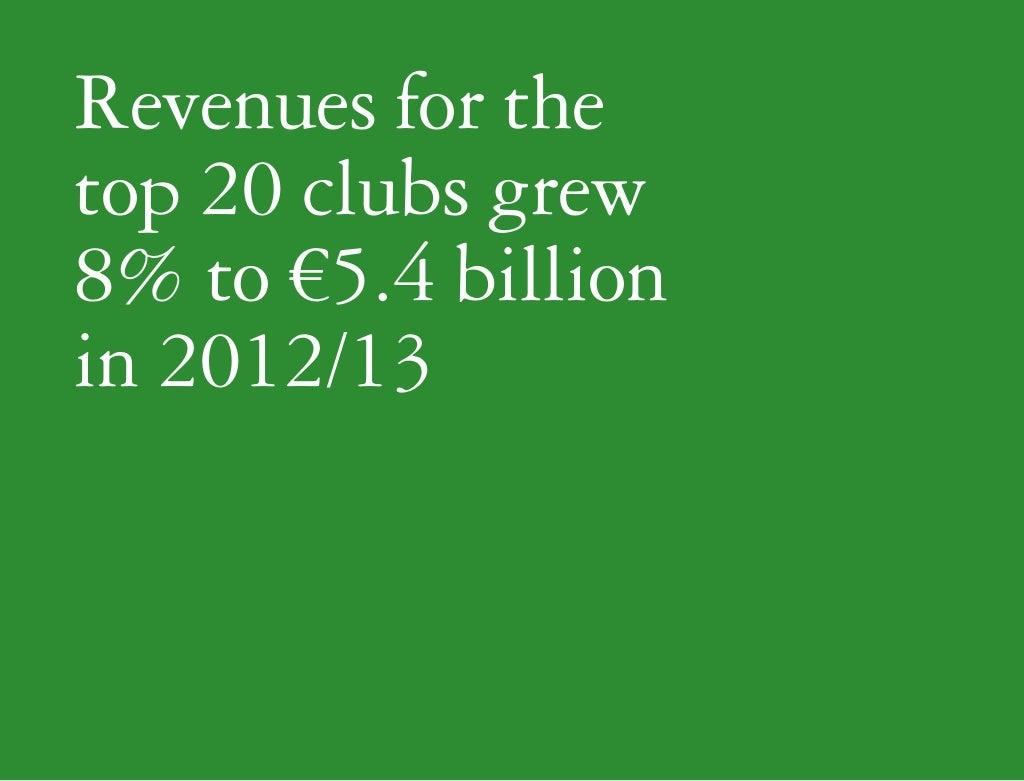 Revenues for the
top 20 clubs grew
8% to €5.4 billion
in 2012/13